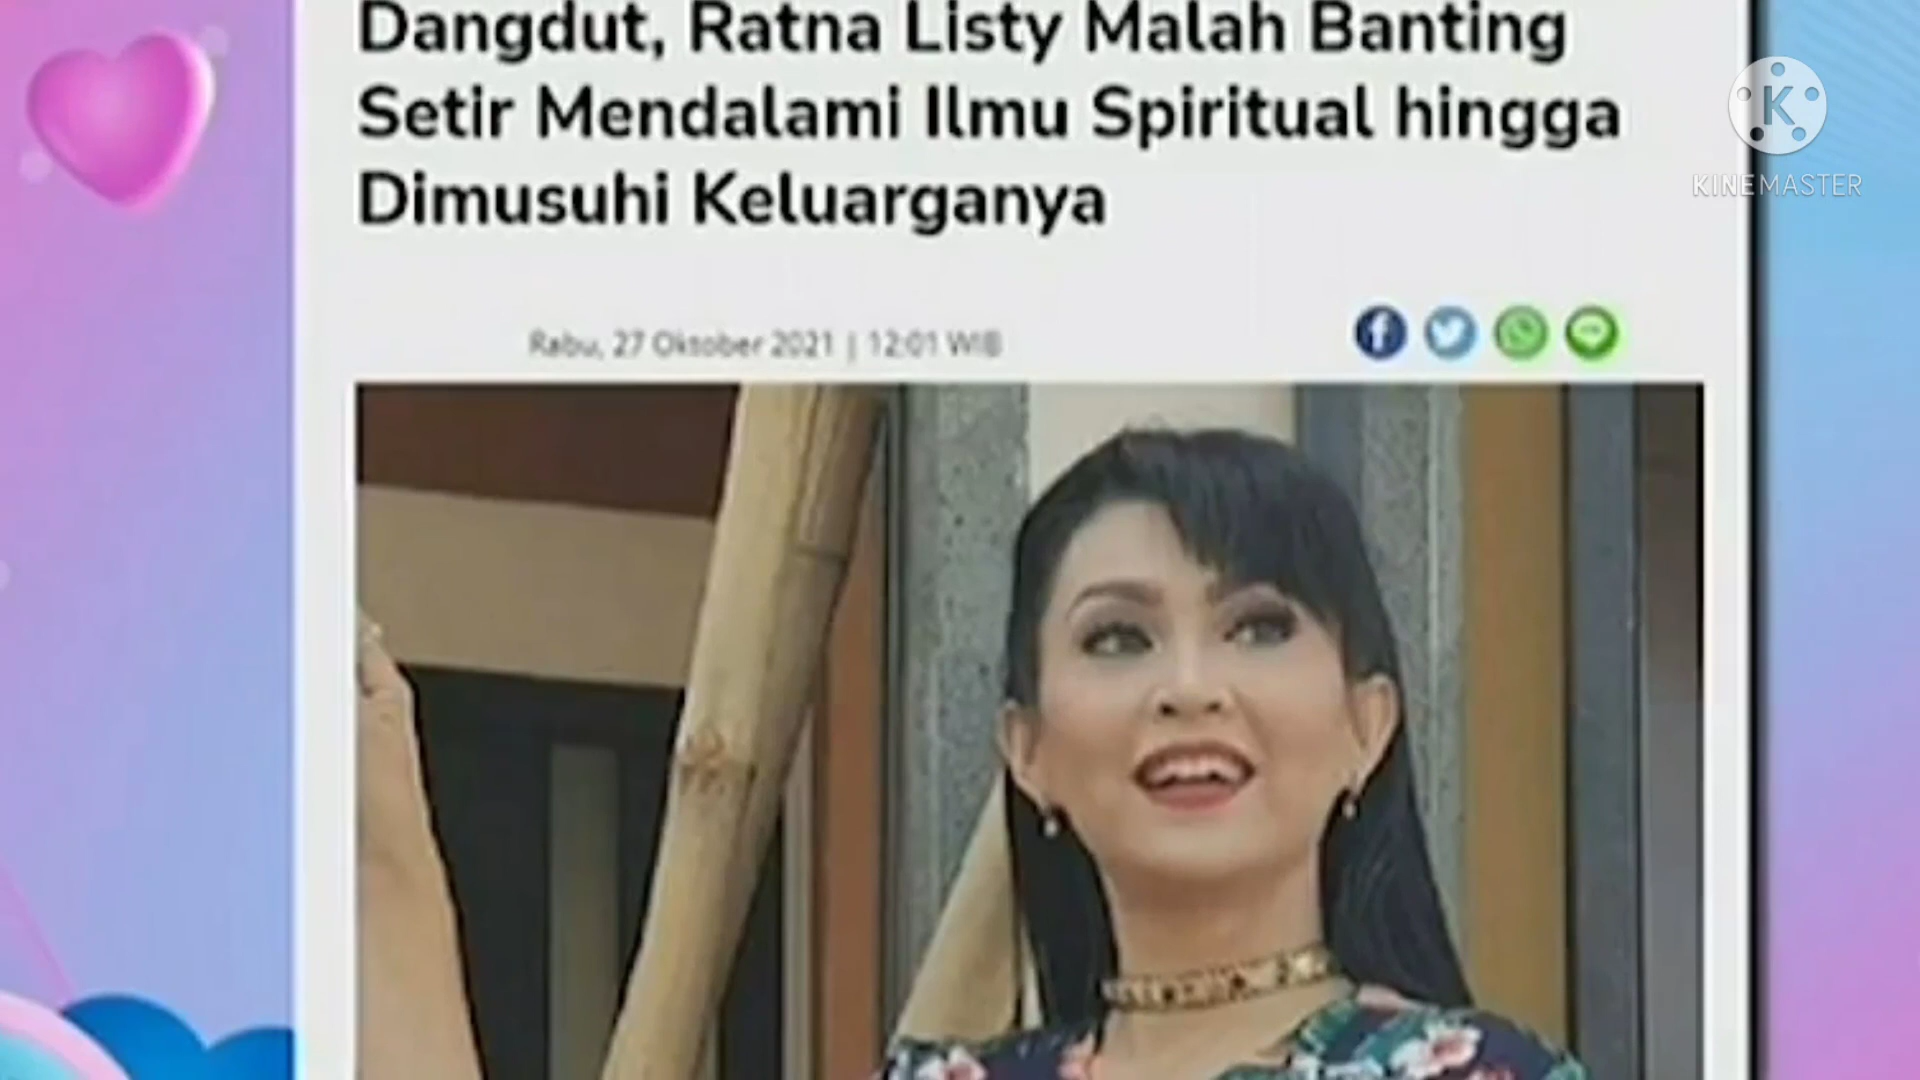 Dangdut, Ratna Listy Malah Banting
Setir Mendalami Ilmu Spiritual hingga
Dimusuhi Keluarganya
Rabu, 27 Oktober 2021 | 12:01 WIB
K
KINEMASTER